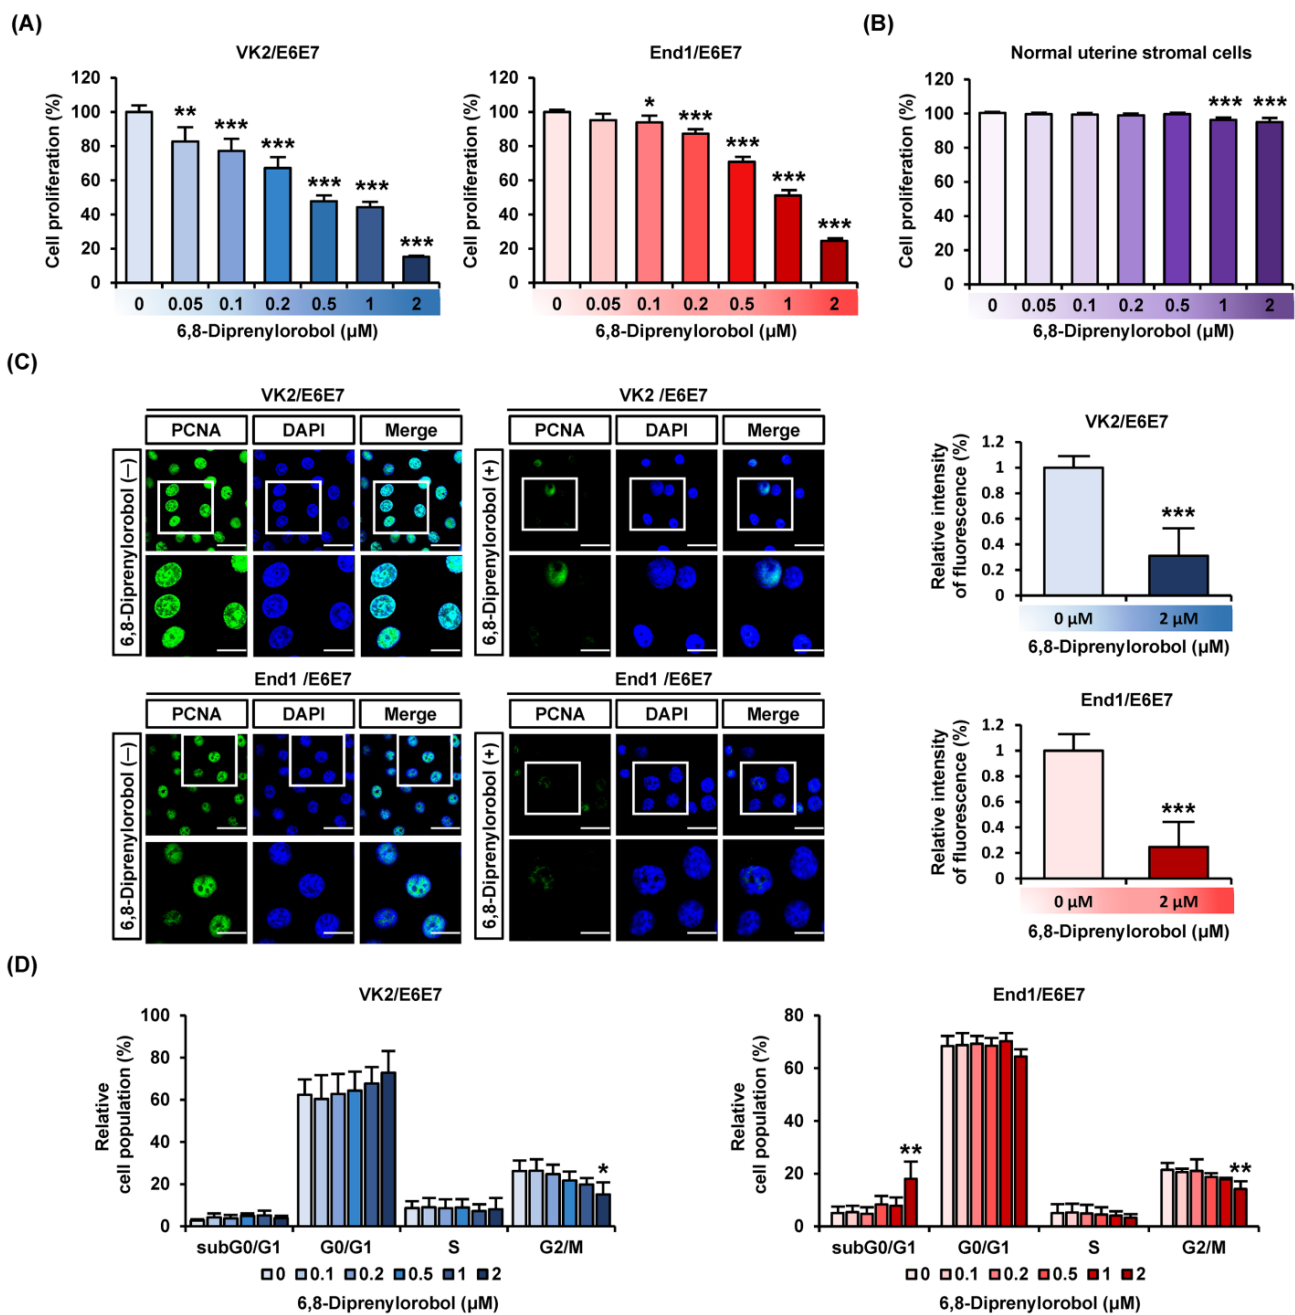 (A)
VK2/E6E7
Cell proliferation (%)
120
100
80
60
40
20
0
**
***
***
***
***
***
0 0.05 0.1 0.2 0.5 1 2
6,8-Diprenylorobol (μM)
End1/E6E7
Cell proliferation (%)
120
100
80
60
40
20
0
*
***
***
***
***
0 0.05 0.1 0.2 0.5 1 2
6,8-Diprenylorobol (μM)
(B)
Normal uterine stromal cells
Cell proliferation (%)
120
100
80
60
40
20
0
***
***
0 0.05 0.1 0.2 0.5 1 2
6,8-Diprenylorobol (μM)
(C)
VK2/E6E7
PCNA DAPI Merge
6,8-Diprenylorobol (—)
VK2 /E6E7
PCNA DAPI Merge
6,8-Diprenylorobol (+)
VK2/E6E7
Relative intensity
of fluorescence (%)
1.2
1
0.8
0.6
0.4
0.2
0
***
0 μM 2 μM
6,8-Diprenylorobol (μM)
End1 /E6E7
PCNA DAPI Merge
6,8-Diprenylorobol (—)
End1 /E6E7
PCNA DAPI Merge
6,8-Diprenylorobol (+)
End1/E6E7
Relative intensity
of fluorescence (%)
1.2
1
0.8
0.6
0.4
0.2
0
***
0 μM 2 μM
6,8-Diprenylorobol (μM)
(D)
VK2/E6E7
Relative
cell population (%)
100
80
60
40
20
0
*
subG0/G1 G0/G1 S G2/M
0 0.1 0.2 0.5 1 2
6,8-Diprenylorobol (μM)
End1/E6E7
Relative
cell population (%)
80
60
40
20
0
**
**
subG0/G1 G0/G1 S G2/M
0 0.1 0.2 0.5 1 2
6,8-Diprenylorobol (μM)